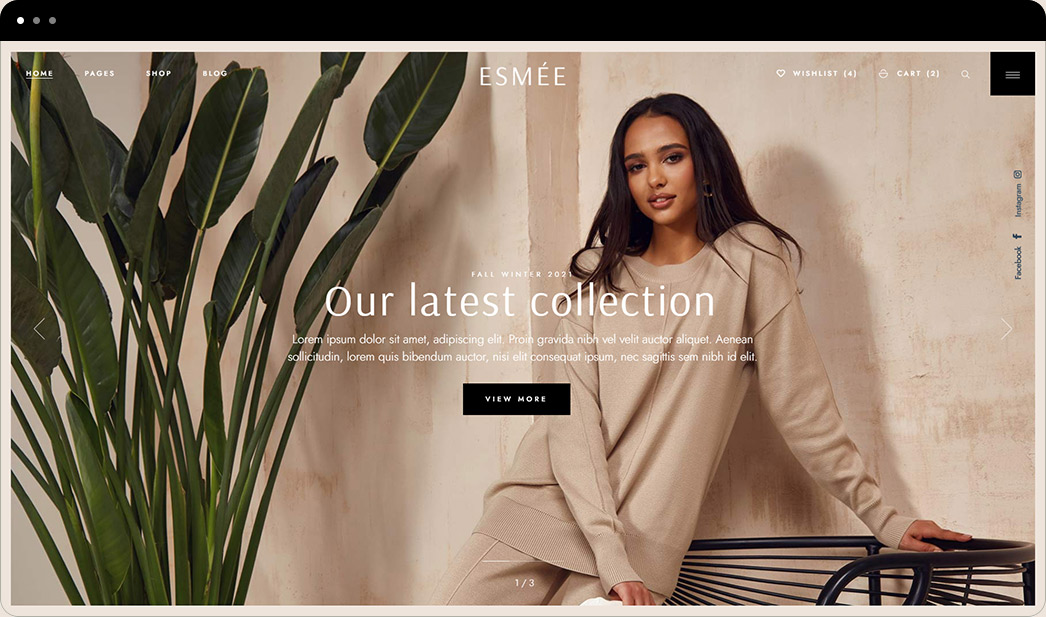 HOME
PAGES
SHOP
BLOG
ESMÉE
WISHLIST (4)
CART (2)
Instagram
Facebook
FALL WINTER 2021
Our latest collection
Lorem ipsum dolor sit amet, adipiscing elit. Proin gravida nibh vel velit auctor aliquet. Aenean
sollicitudin, lorem quis bibendum auctor, nisi elit consequat ipsum, nec sagittis sem nibh id elit.
VIEW MORE
1/3